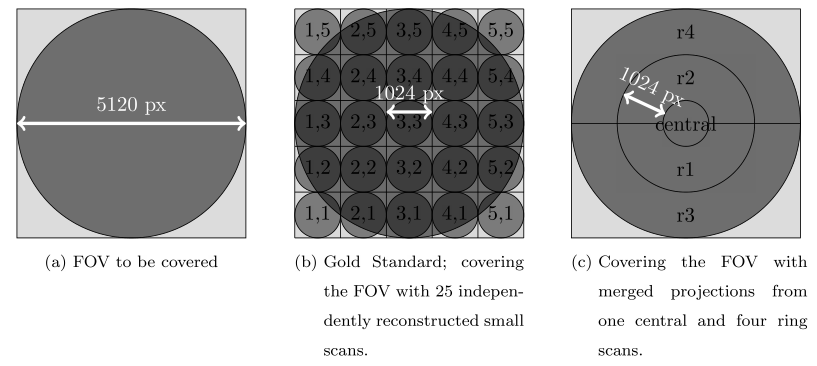 5120 px
(a) FOV to be covered
1,5 2,5 3,5 4,5 5,5
1,4 2,4 3,4 4,4 5,4
1024 px
1,3 2,3 3,3 4,3 5,3
1,2 2,2 3,2 4,2 5,2
1,1 2,1 3,1 4,1 5,1
(b) Gold Standard; covering
the FOV with 25 indepen-
dently reconstructed small
scans.
r4
r2
1024 px
central
r1
r3
(c) Covering the FOV with
merged projections from
one central and four ring
scans.